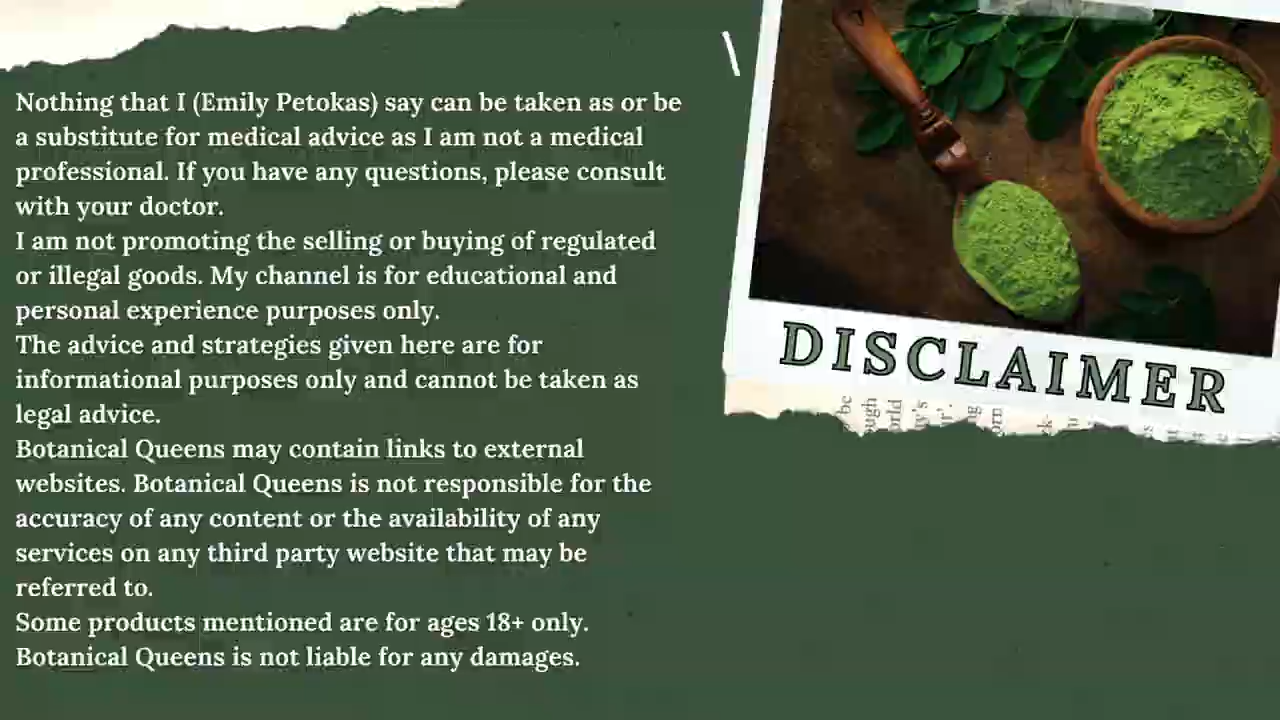 Nothing that I (Emily Petokas) say can be taken as or be
a substitute for medical advice as I am not a medical
professional. If you have any questions, please consult
with your doctor.
I am not promoting the selling or buying of regulated
or illegal goods. My channel is for educational and
personal experience purposes only.
The advice and strategies given here are for
informational purposes only and cannot be taken as
legal advice.
Botanical Queens may contain links to external
websites. Botanical Queens is not responsible for the
accuracy of any content or the availability of any
services on any third party website that may be
referred to.
Some products mentioned are for ages 18+ only.
Botanical Queens is not liable for any damages.
DISCLAIMER